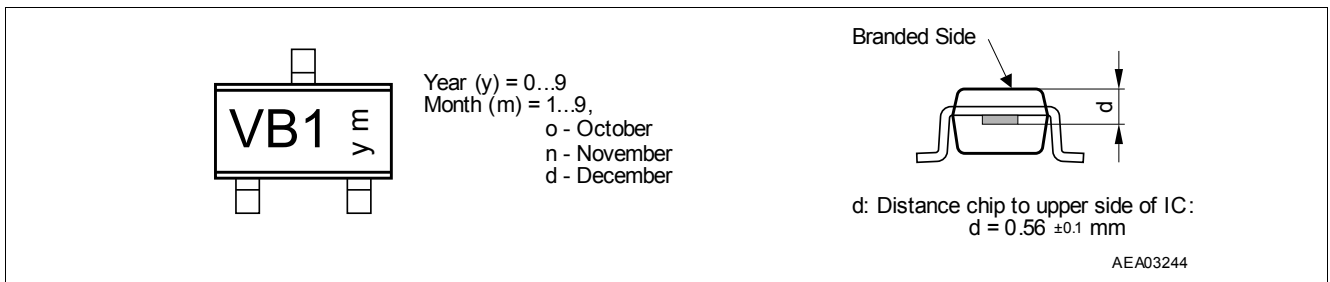 VB1
y m
Year (y) = 0...9
Month (m) = 1...9,
o - October
n - November
d - December
Branded Side
d
d: Distance chip to upper side of IC:
d = 0.56 ±0.1 mm
AEA03244